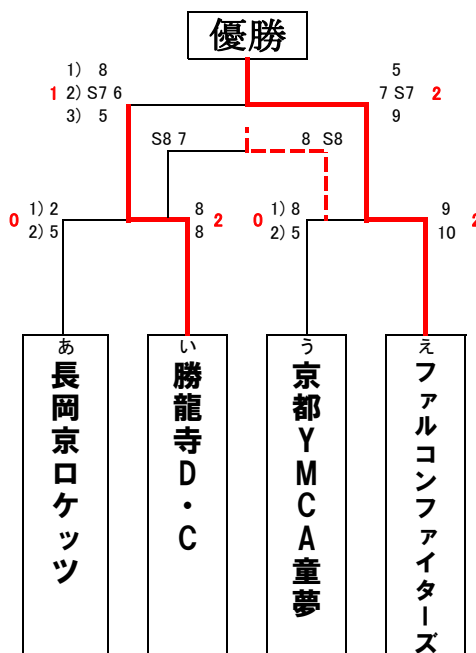 優勝
1) 8
1 2) S7 6
3) 5
5
7 S7 2
9
S8 7
8 S8
0 1) 2
2) 5
8 2
8
0 1) 8
2) 5
9 2
10
あ
長岡京ロケッツ
い
勝龍寺D・C
う
京都YMCA童夢
え
ファルコンファイターズ